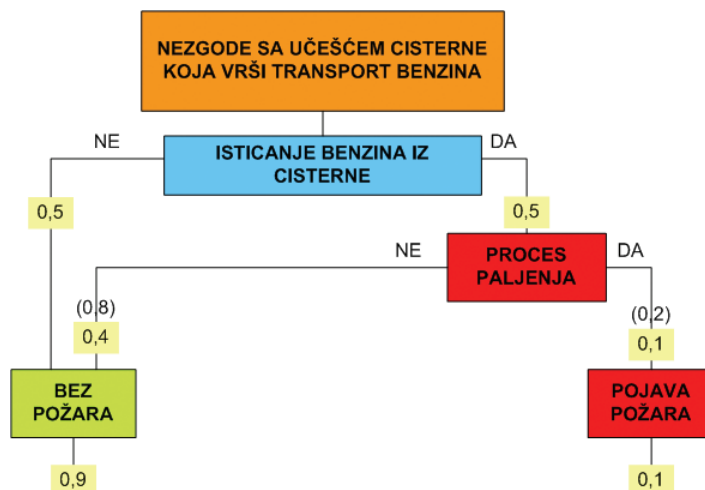 NEZGODE SA UČEŠĆEM CISTERNE
KOJA VRŠI TRANSPORT BENZINA
NE
ISTICANJE BENZINA IZ
CISTERNE
DA
0,5
0,5
NE
PROCES
PALJENJA
DA
(0,8)
0,4
(0,2)
0,1
BEZ
POŽARA
POJAVA
POŽARA
0,9
0,1